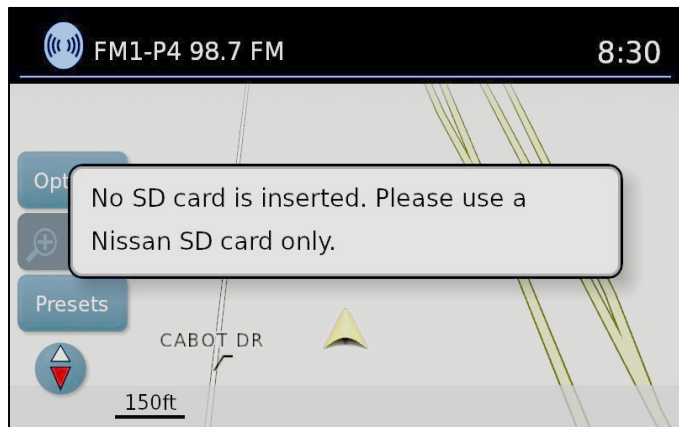 FM1-P4 98.7 FM
8:30
Opt
No SD card is inserted. Please use a
Nissan SD card only.
Presets
CABOT DR
150ft